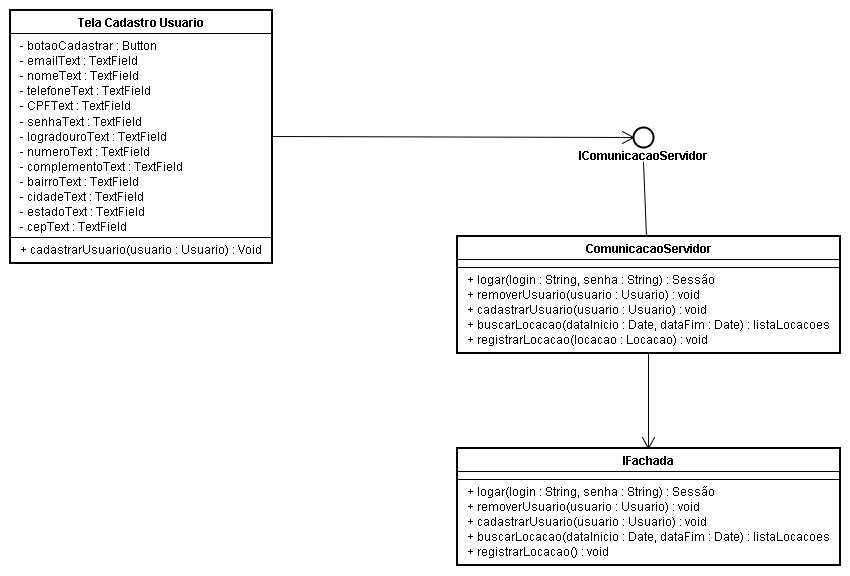 Tela Cadastro Usuario
- botaoCadastrar : Button
- emailText : TextField
- nomeText : TextField
- telefoneText : TextField
- CPFText : TextField
- senhaText : TextField
- logradouroText : TextField
- numeroText : TextField
- complementoText : TextField
- bairroText : TextField
- cidadeText : TextField
- estadoText : TextField
- cepText : TextField
+ cadastrarUsuario(usuario : Usuario) : Void
IComunicacaoServidor
ComunicacaoServidor
+ logar(login : String, senha : String) : Sessão
+ removerUsuario(usuario : Usuario) : void
+ cadastrarUsuario(usuario : Usuario) : void
+ buscarLocacao(dataInicio : Date, dataFim : Date) : listaLocacoes
+ registrarLocacao(locacao : Locacao) : void
IFachada
+ logar(login : String, senha : String) : Sessão
+ removerUsuario(usuario : Usuario) : void
+ cadastrarUsuario(usuario : Usuario) : void
+ buscarLocacao(dataInicio : Date, dataFim : Date) : listaLocacoes
+ registrarLocacao() : void